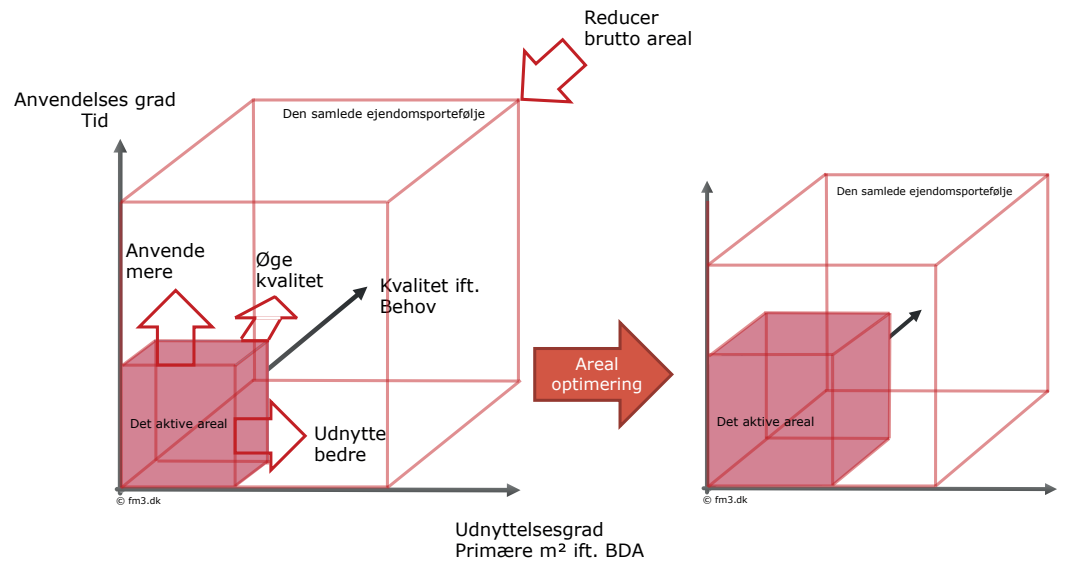 Reducer
brutto areal
Anvendelses grad
Tid
Den samlede ejendomsportefølje
Anvende
mere
Øge
kvalitet
Kvalitet ift.
Behov
Det aktive areal
Udnytte
bedre
© fm3.dk
Areal
optimering
Den samlede ejendomsportefølje
Det aktive areal
© fm3.dk
Udnyttelsesgrad
Primære m² ift. BDA